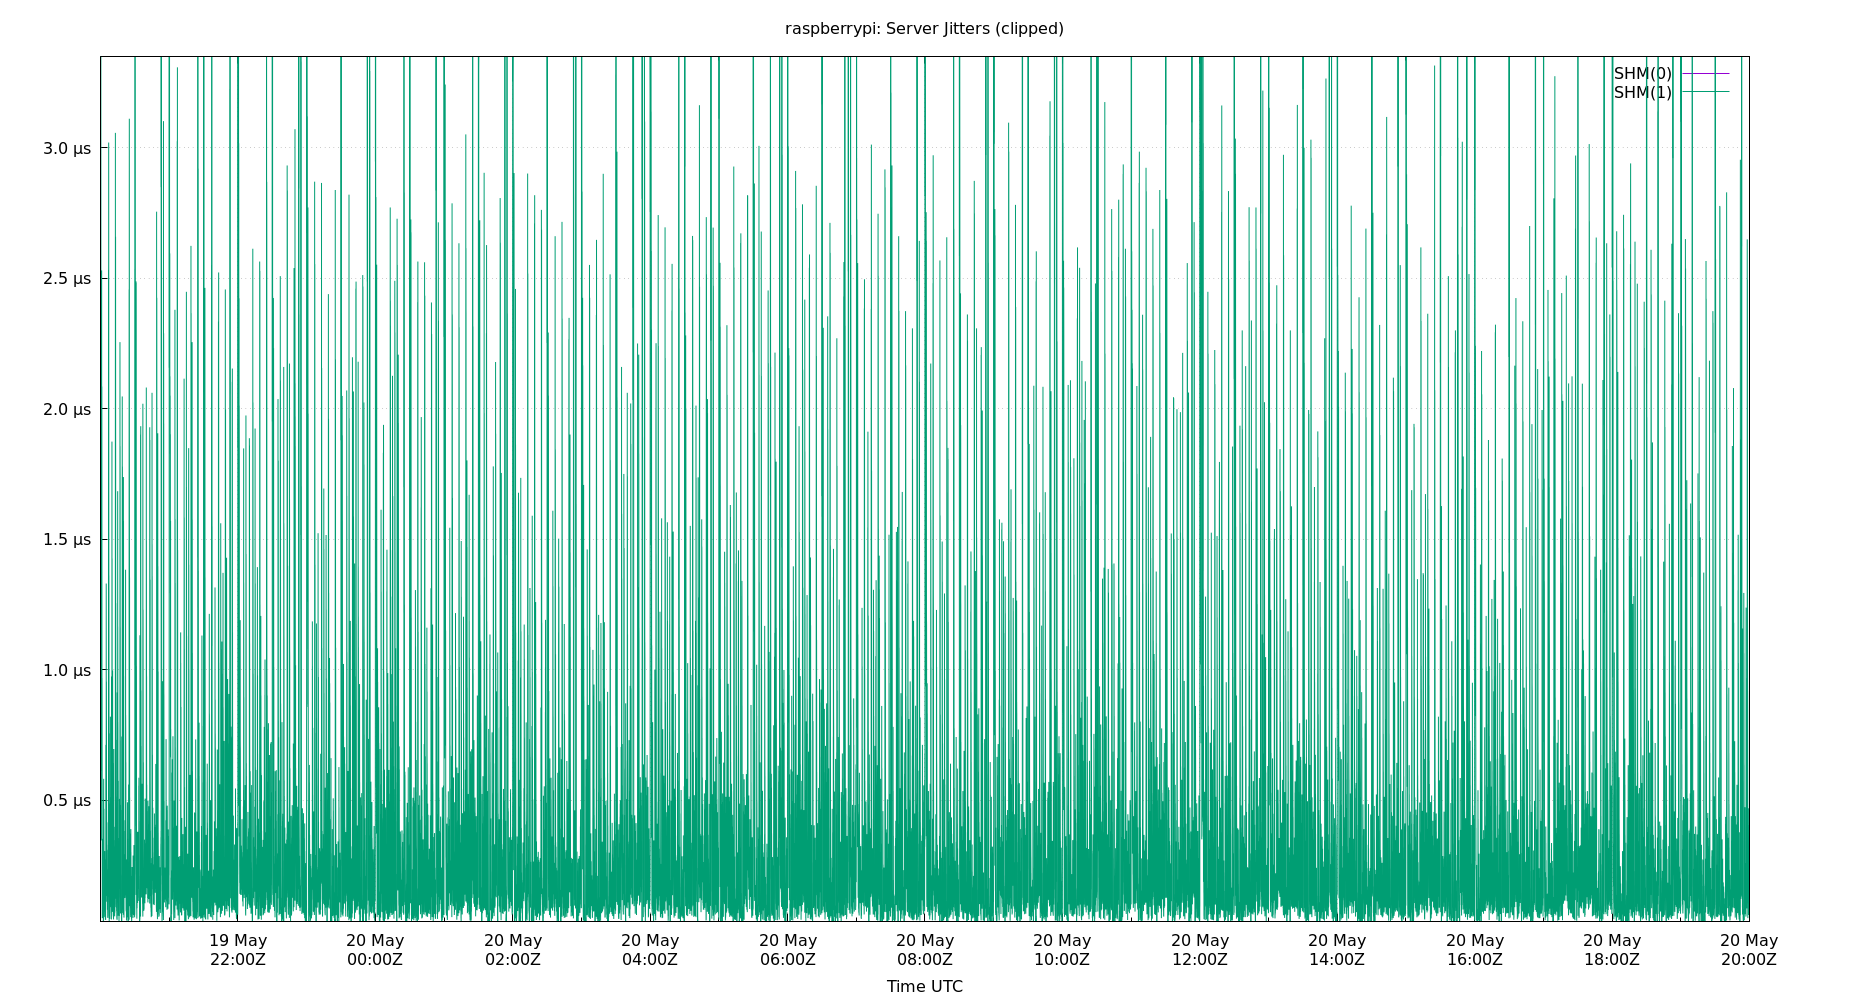 raspberrypi: Server Jitters (clipped)
SHM(0)
SHM(1)
3.0 µs
2.5 µs
2.0 µs
1.5 µs
1.0 µs
0.5 µs
19 May 20 May 20 May 20 May 20 May 20 May 20 May 20 May 20 May 20 May 20 May 20 May
22:00Z 00:00Z 02:00Z 04:00Z 06:00Z 08:00Z 10:00Z 12:00Z 14:00Z 16:00Z 18:00Z 20:00Z
Time UTC